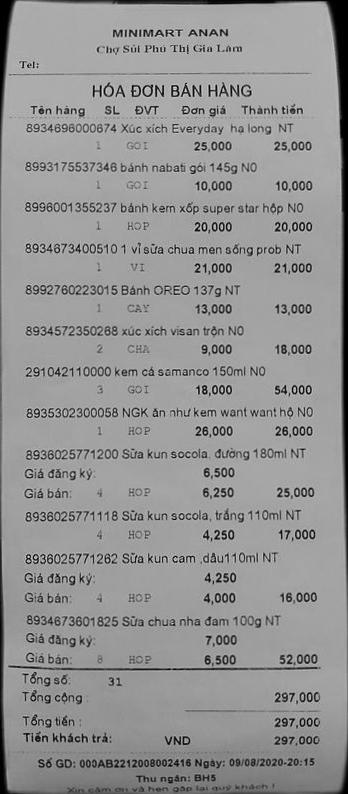 MINIMART ANAN
Chợ Sủi Phú Thị Gia Lâm
Tel:
HÓA ĐƠN BÁN HÀNG
Tên hàng SL ĐVT Đơn giá Thành tiền
8934696000674 Xúc xích Everyday hạ long NT
1 GOI 25,000 25,000
8993175537346 bánh nabati gói 145g N0
1 GOI 10,000 10,000
8996001355237 bánh kem xốp super star hộp N0
1 HOP 20,000 20,000
8934673400510 1 vỉ sữa chua men sống prob NT
1 VI 21,000 21,000
8992760223015 Bánh OREO 137g NT
1 CAY 13,000 13,000
8934572350268 xúc xích visan trộn N0
2 CHA 9,000 18,000
291042110000 kem cá samanco 150ml N0
3 GOI 18,000 54,000
8935302300058 NGK ăn như kem want want hộ N0
1 HOP 26,000 26,000
8936025771200 Sữa kun socola, đường 180ml NT
Giá đăng ký: 6,500
Giá bán: 4 HOP 6,250 25,000
8936025771118 Sữa kun socola, trắng 110ml NT
4 HOP 4,250 17,000
8936025771262 Sữa kun cam ,dâu110ml NT
Giá đăng ký: 4,250
Giá bán: 4 HOP 4,000 16,000
8934673601825 Sữa chua nha đam 100g NT
Giá đăng ký: 7,000
Giá bán: 8 HOP 6,500 52,000
Tổng số: 31
Tổng cộng : 297,000
Tổng tiền : 297,000
Tiền khách trả: VND 297,000
Số GD: 000AB2212008002416 Ngày: 09/08/2020-20:15
Thu ngân: BH5
Xin cảm ơn và hẹn gặp lại quý khách !